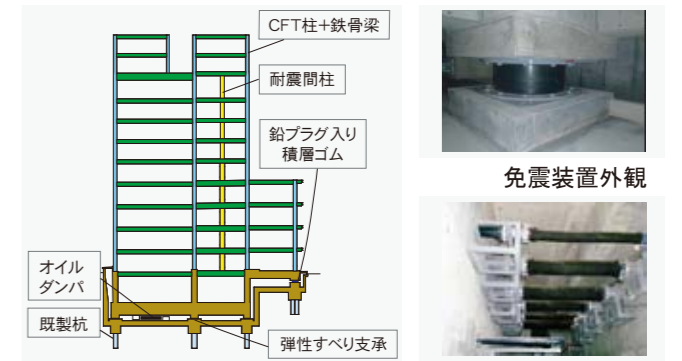 CFT柱+鉄骨梁
耐震間柱
鉛プラグ入り
積層ゴム
オイル
ダンパ
既製杭
弾性すべり支承
免震装置外観